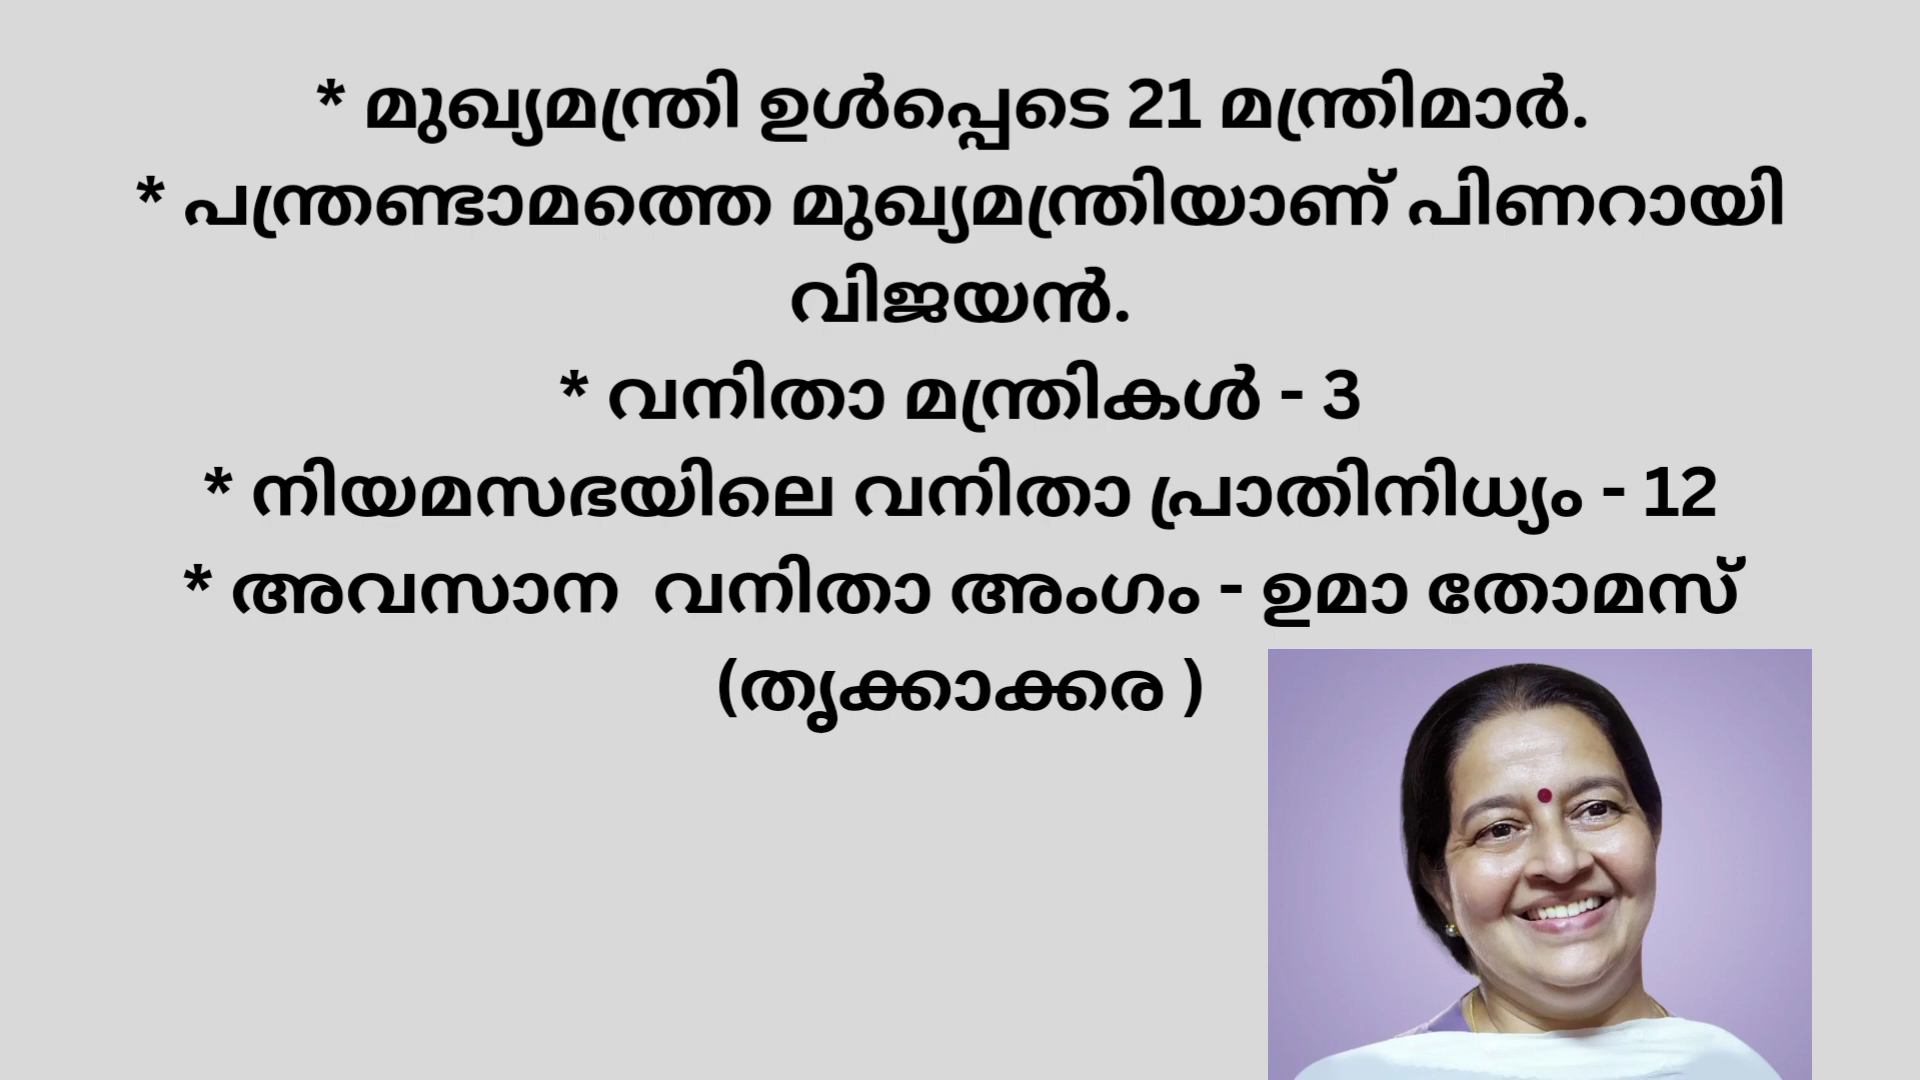 * മുഖ്യമന്ത്രി ഉൾപ്പെടെ 21 മന്ത്രിമാർ.
* പന്ത്രണ്ടാമത്തെ മുഖ്യമന്ത്രിയാണ് പിണറായി
വിജയൻ.
* വനിതാ മന്ത്രികൾ - 3
* നിയമസഭയിലെ വനിതാ പ്രാതിനിധ്യം - 12
* അവസാന  വനിതാ അംഗം - ഉമാ തോമസ്
(തൃക്കാക്കര )